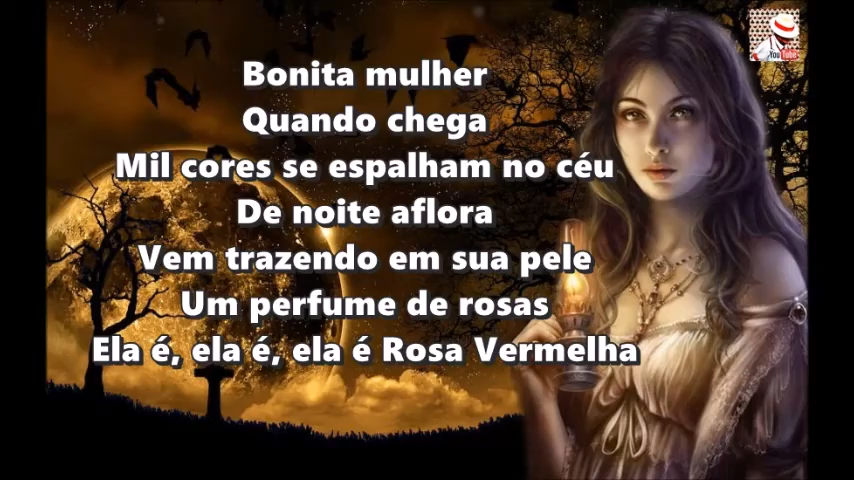 Bonita mulher
Quando chega
Mil cores se espalham no céu
De noite aflora
Vem trazendo em sua pele
Um perfume de rosas
Ela é, ela é, ela é Rosa Vermelha
YouTube